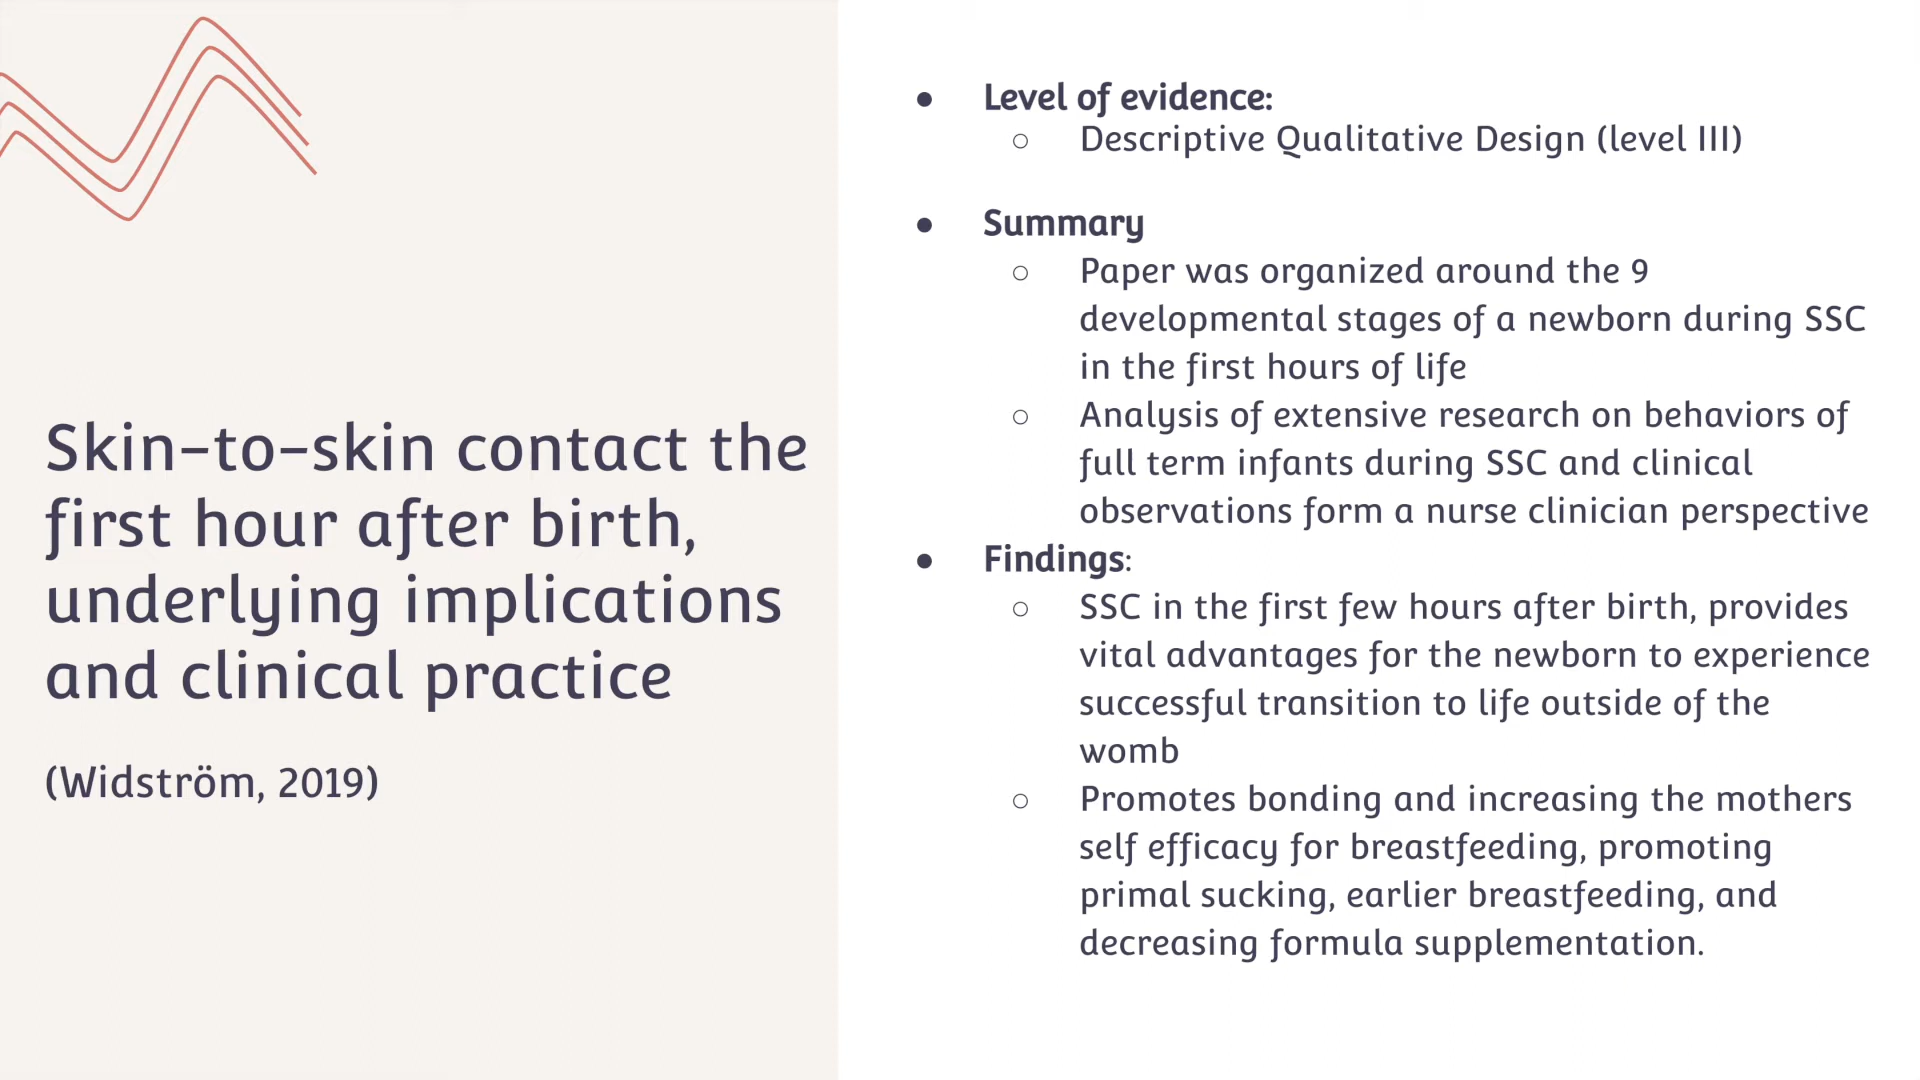 Skin-to-skin contact the
first hour after birth,
underlying implications
and clinical practice
(Widström, 2019)
● Level of evidence:
○ Descriptive Qualitative Design (level III)
● Summary
○ Paper was organized around the 9
developmental stages of a newborn during SSC
in the first hours of life
○ Analysis of extensive research on behaviors of
full term infants during SSC and clinical
observations form a nurse clinician perspective
● Findings:
○ SSC in the first few hours after birth, provides
vital advantages for the newborn to experience
successful transition to life outside of the
womb
○ Promotes bonding and increasing the mothers
self efficacy for breastfeeding, promoting
primal sucking, earlier breastfeeding, and
decreasing formula supplementation.